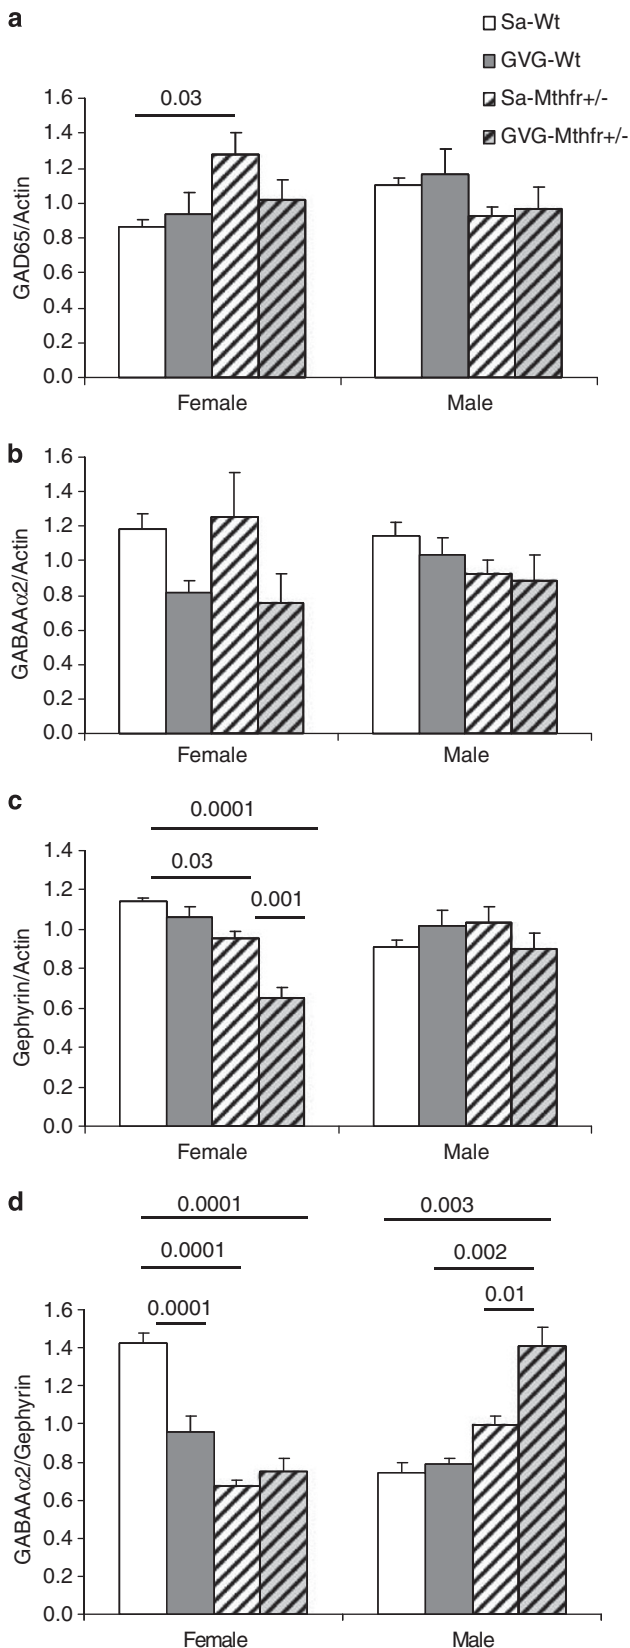 a
Sa-Wt
GVG-Wt
Sa-Mthfr+/-
GVG-Mthfr+/-
0.03
1.6
1.4
1.2
1.0
0.8
0.6
0.4
0.2
0.0
GAD65/Actin
Female Male
b
1.6
1.4
1.2
1.0
0.8
0.6
0.4
0.2
0.0
GABAAα2/Actin
Female Male
c
0.0001
0.03
0.001
1.4
1.2
1.0
0.8
0.6
0.4
0.2
0.0
Gephyrin/Actin
Female Male
d
0.0001 0.003
0.0001 0.002
0.0001 0.01
1.6
1.4
1.2
1.0
0.8
0.6
0.4
0.2
0.0
GABAAα2/Gephyrin
Female Male